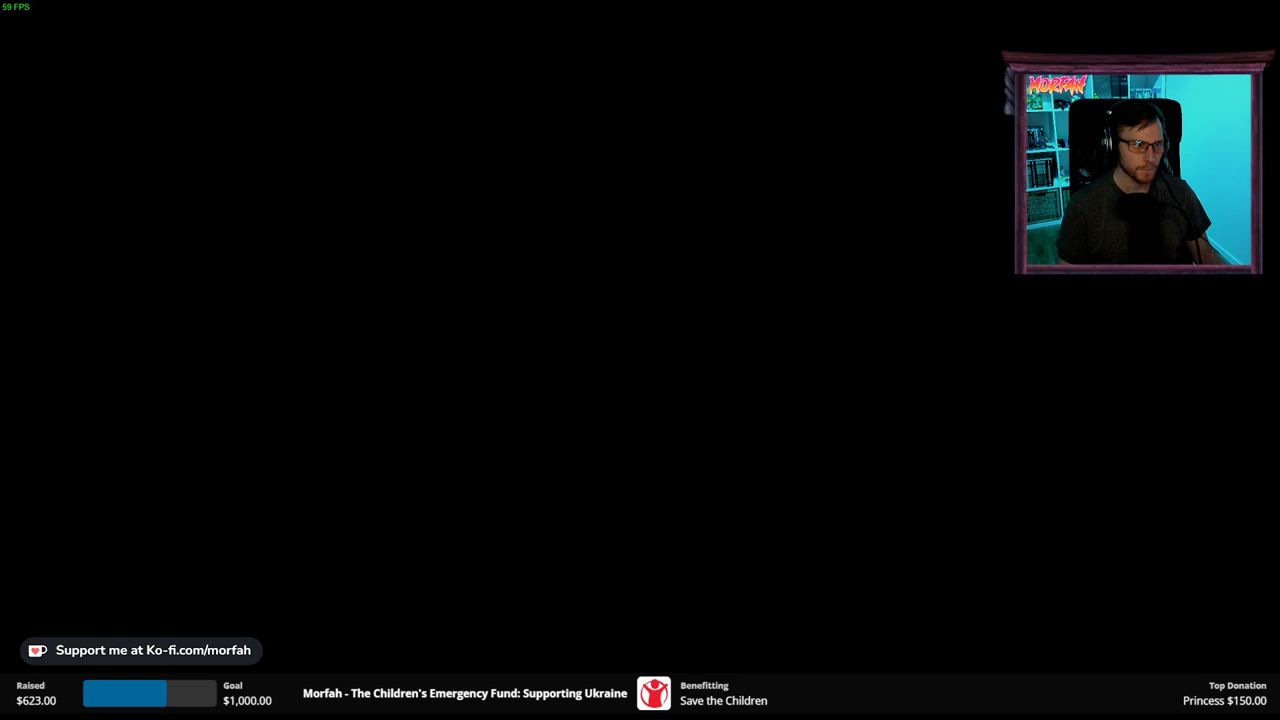 59 FPS
MORFAH
Support me at Ko-fi.com/morfah
Raised
$623.00
Goal
$1,000.00
Morfah - The Children's Emergency Fund: Supporting Ukraine
Benefitting
Save the Children
Top Donation
Princess $150.00